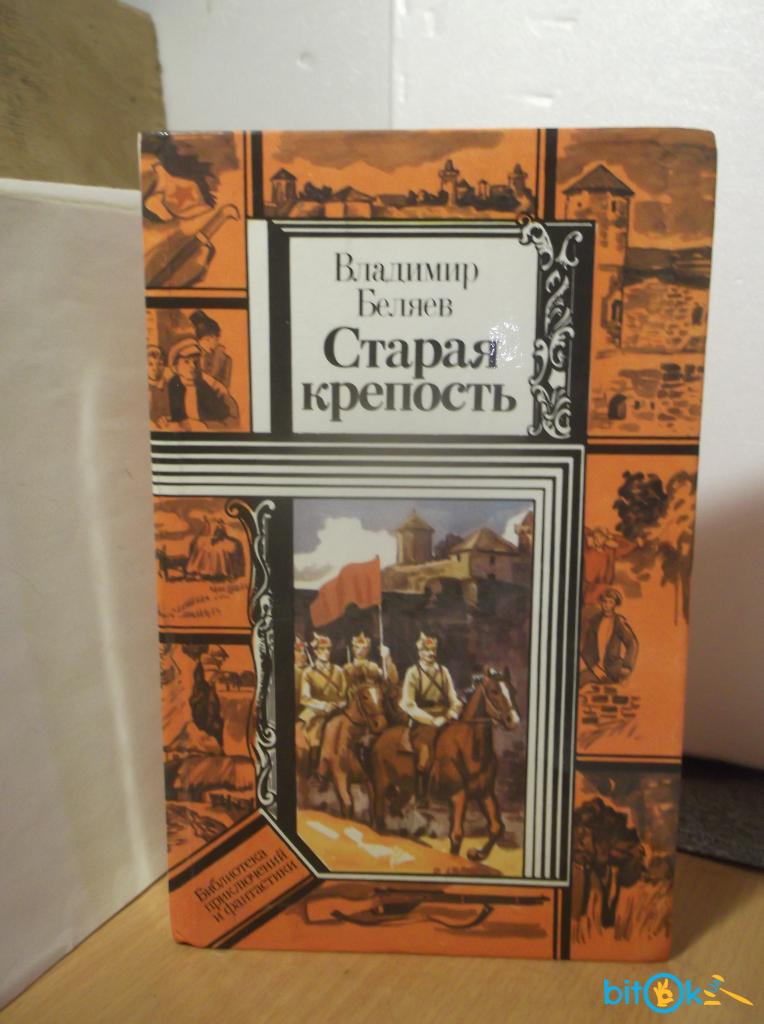 Владимир
Беляев
Старая
крепость
Библиотека
приключений
и фантастики
bitOk